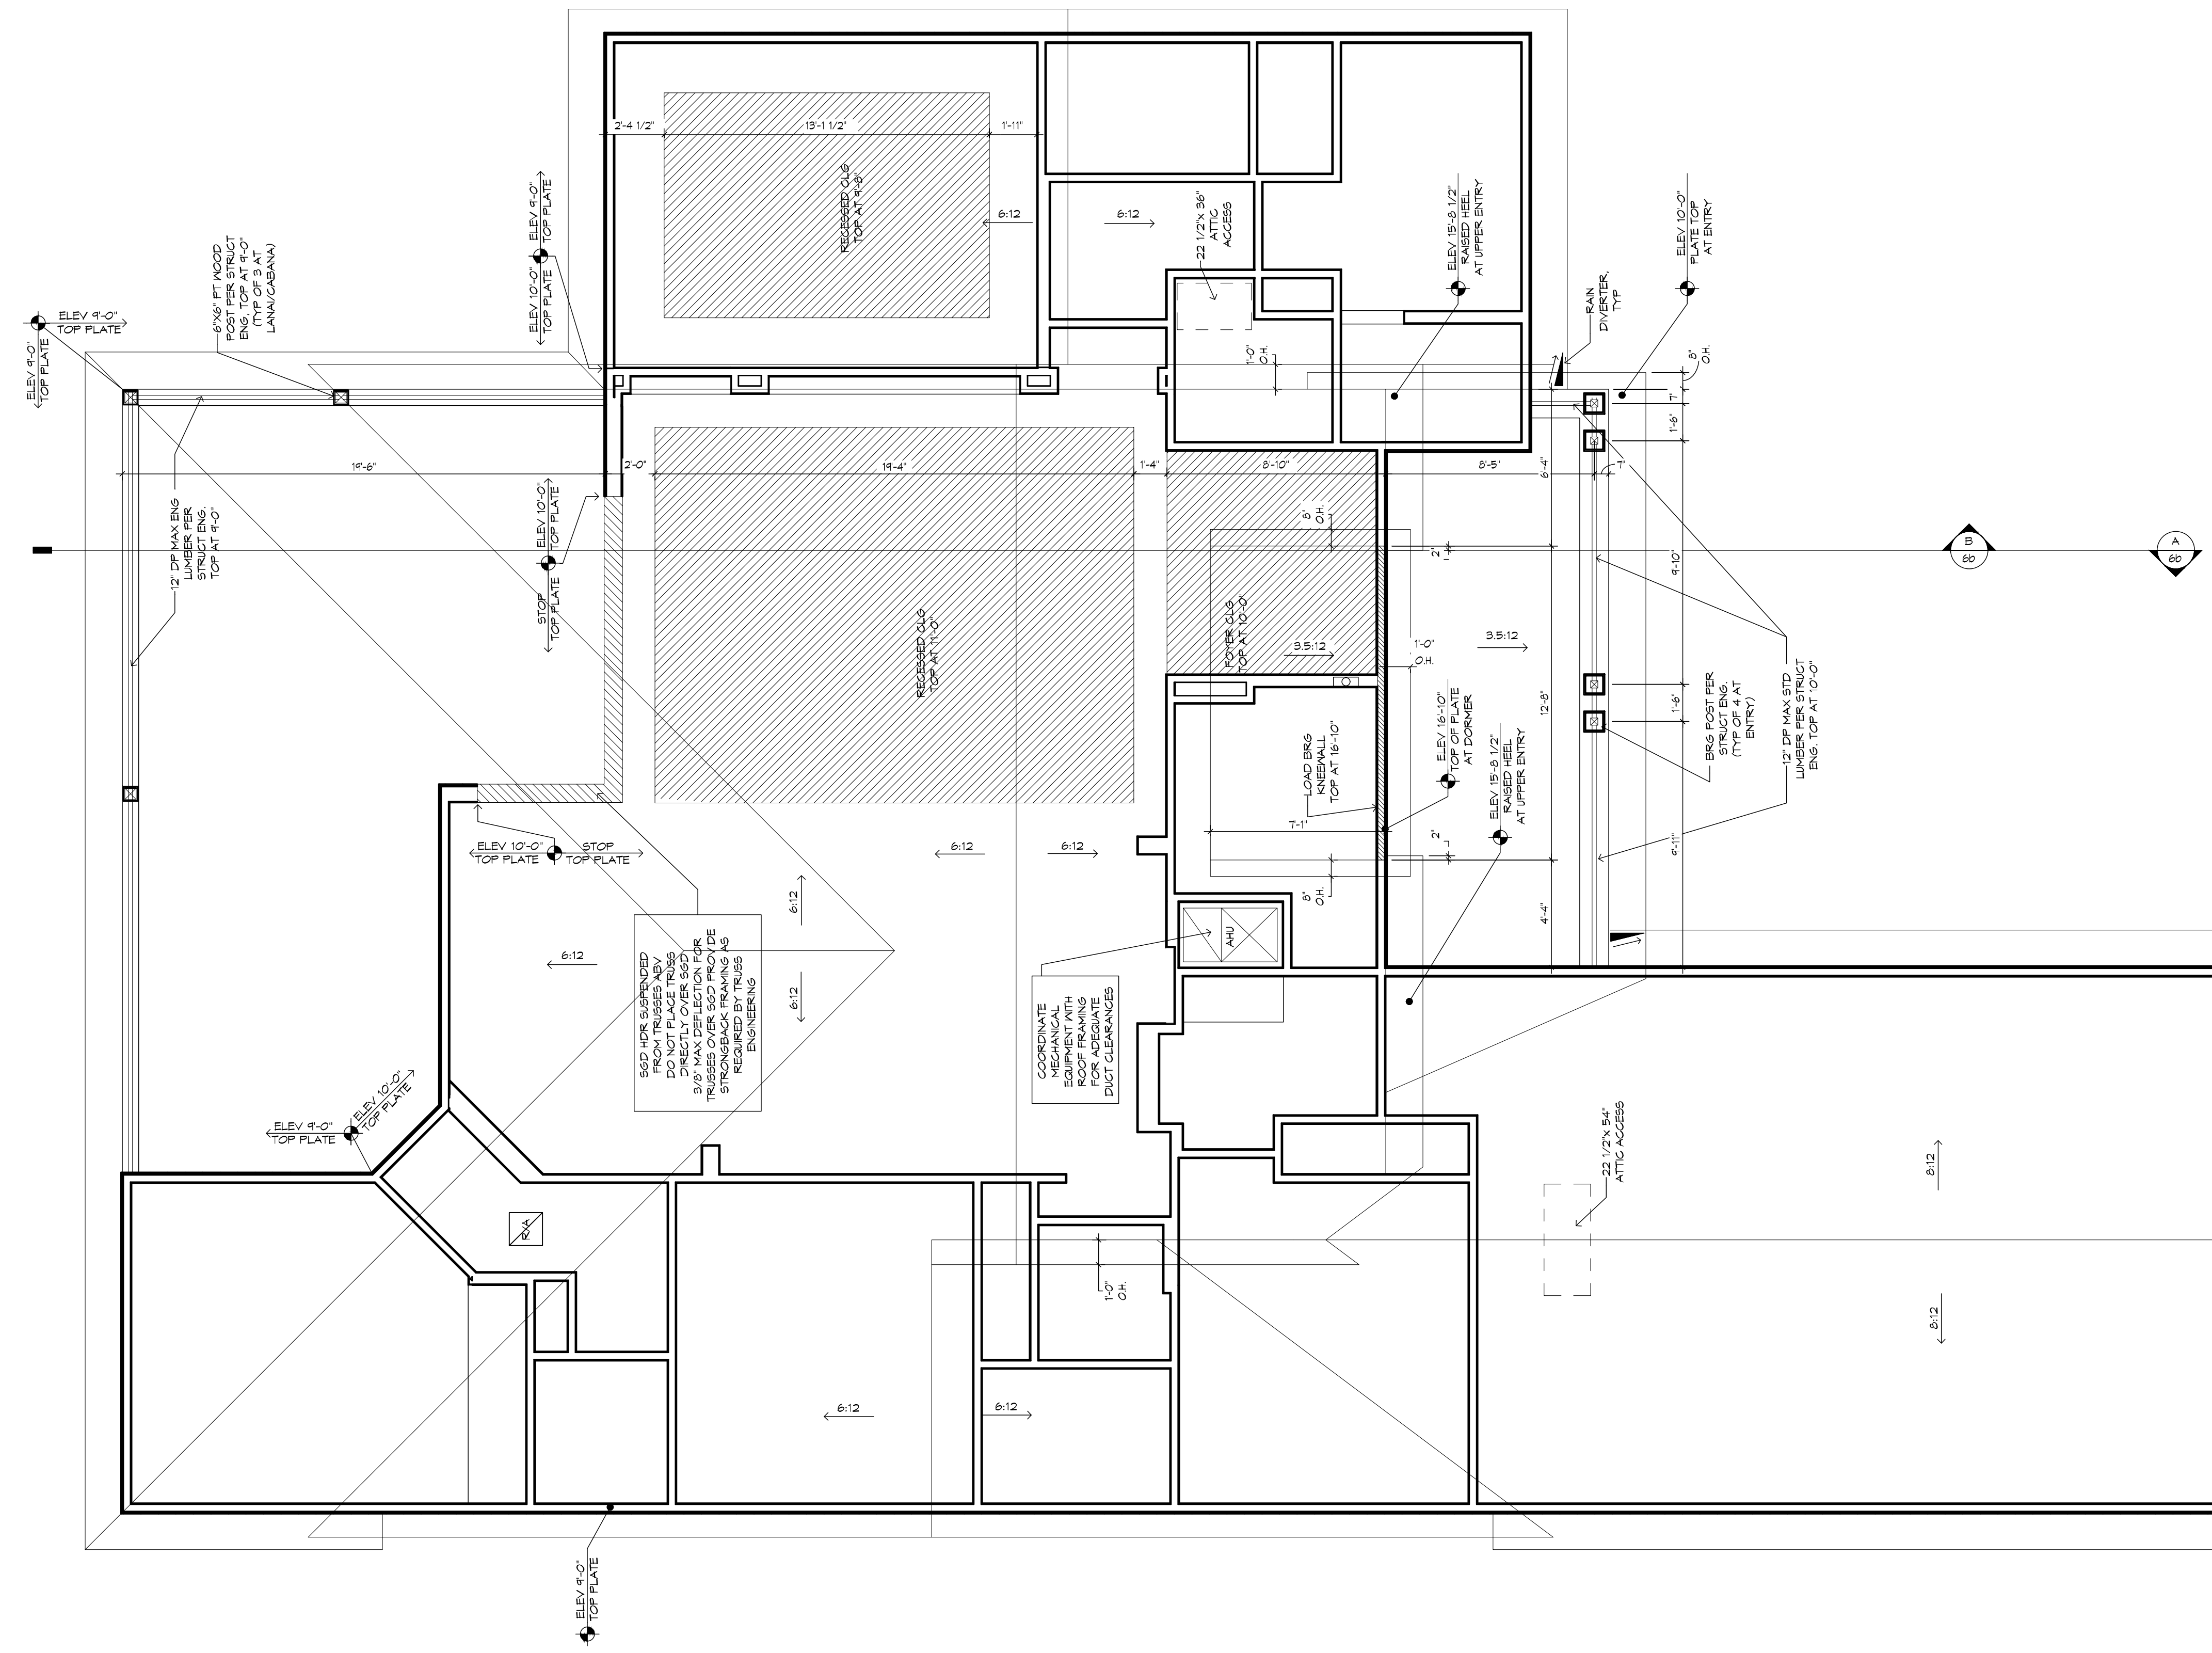 2'-4 1/2"
13'-1 1/2"
1'-11"
RECESSED CLG
TOP AT 9'-8"
6:12
6:12
22 1/2"x 36"
ATTIC
ACCESS
ELEV 9'-0"
TOP PLATE
ELEV 10'-0"
TOP PLATE
ELEV 15'-8 1/2"
RAISED HEEL
AT UPPER ENTRY
ELEV 10'-0"
PLATE TOP
AT ENTRY
RAIN
DIVERTER,
TYP
6"X6" PT WOOD
POST PER STRUCT
ENG, TOP AT 9'-0"
(TYP OF 3 AT
LANAI/CABANA)
ELEV 9'-0"
TOP PLATE
ELEV 9'-0"
TOP PLATE
1'-0"
O.H.
8"
O.H.
7"
1'-6"
19'-6"
2'-0"
19'-4"
1'-4"
8'-10"
8'-5"
6'-4"
7"
12" DP MAX ENG
LUMBER PER
STRUCT ENG.
TOP AT 9'-0"
ELEV 10'-0"
TOP PLATE
STOP
TOP PLATE
8"
O.H.
2"
9'-10"
B
6b
A
6b
RECESSED CLG
TOP AT 11'-0"
FOYER CLG
TOP AT 10'-0"
3.5:12
1'-0"
O.H.
3.5:12
12'-8"
1'-6"
BRG POST PER
STRUCT ENG.
(TYP OF 4 AT
ENTRY)
12" DP MAX STD
LUMBER PER STRUCT
ENG. TOP AT 10'-0"
ELEV 16'-10"
TOP OF PLATE
AT DORMER
LOAD BRG
KNEEWALL
TOP AT 16'-10"
ELEV 15'-8 1/2"
RAISED HEEL
AT UPPER ENTRY
7'-1"
2"
9'-11"
ELEV 10'-0"
TOP PLATE
STOP
TOP PLATE
6:12
6:12
6:12
6:12
6:12
8"
O.H.
4'-4"
AHU
SGD HDR SUSPENDED
FROM TRUSSES ABV
DO NOT PLACE TRUSS
DIRECTLY OVER SGD
3/8" MAX DEFLECTION FOR
TRUSSES OVER SGD PROVIDE
STRONGBACK FRAMING AS
REQUIRED BY TRUSS
ENGINEERING
COORDINATE
MECHANICAL
EQUIPMENT WITH
ROOF FRAMING
FOR ADEQUATE
DUCT CLEARANCES
ELEV 9'-0"
TOP PLATE
ELEV 10'-0"
TOP PLATE
22 1/2"x 54"
ATTIC ACCESS
8:12
8:12
R/A
1'-0"
O.H.
6:12
6:12
ELEV 9'-0"
TOP PLATE